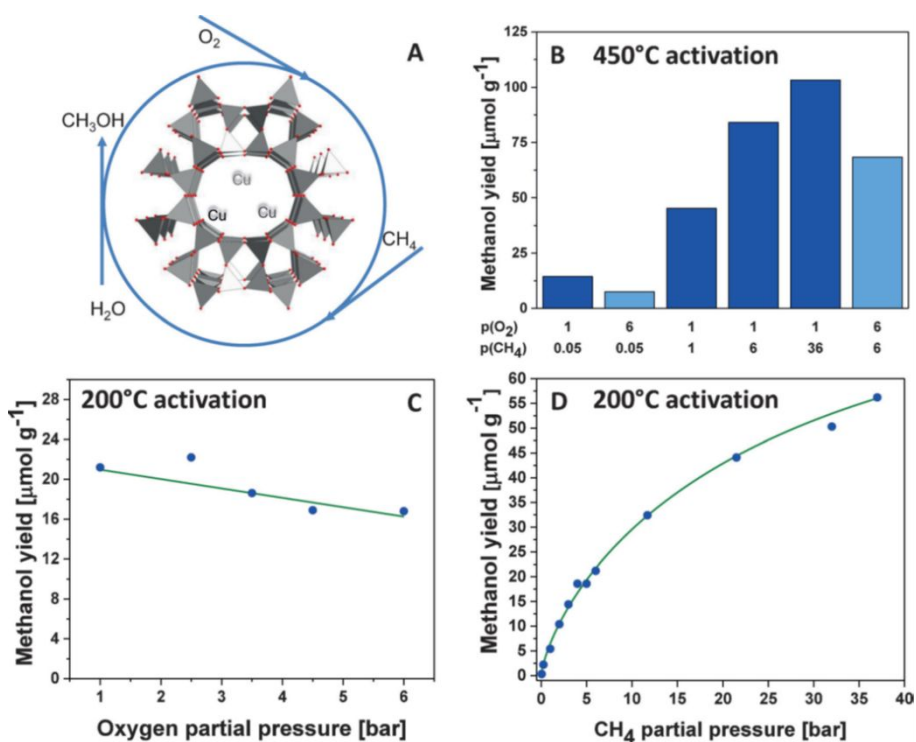 A
O2
CH3OH
Cu
Cu
Cu
CH4
H2O
B 450°C activation
Methanol yield [μmol g-1]
125
100
75
50
25
0
p(O2) 1 6 1 1 1 6
p(CH4) 0.05 0.05 1 6 36 6
200°C activation C
Methanol yield [μmol g-1]
28
24
20
16
12
8
4
0
1 2 3 4 5 6
Oxygen partial pressure [bar]
D 200°C activation
Methanol yield [μmol g-1]
60
55
50
45
40
35
30
25
20
15
10
5
0
0 5 10 15 20 25 30 35 40
CH4 partial pressure [bar]